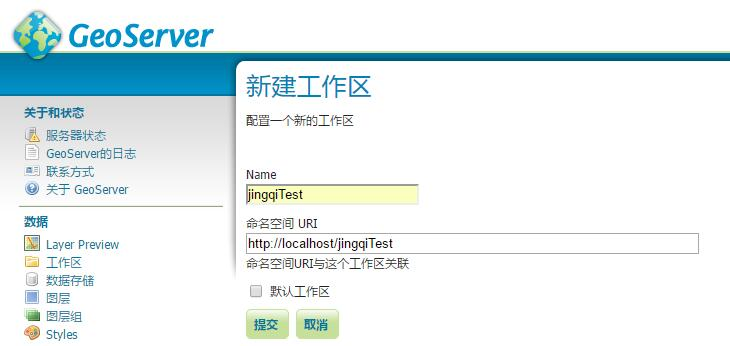 GeoServer
关于和状态
服务器状态
GeoServer的日志
联系方式
关于 GeoServer
数据
Layer Preview
工作区
数据存储
图层
图层组
Styles
新建工作区
配置一个新的工作区
Name
jingqiTest
命名空间 URI
http://localhost/jingqiTest
命名空间URI与这个工作区关联
默认工作区
提交 取消